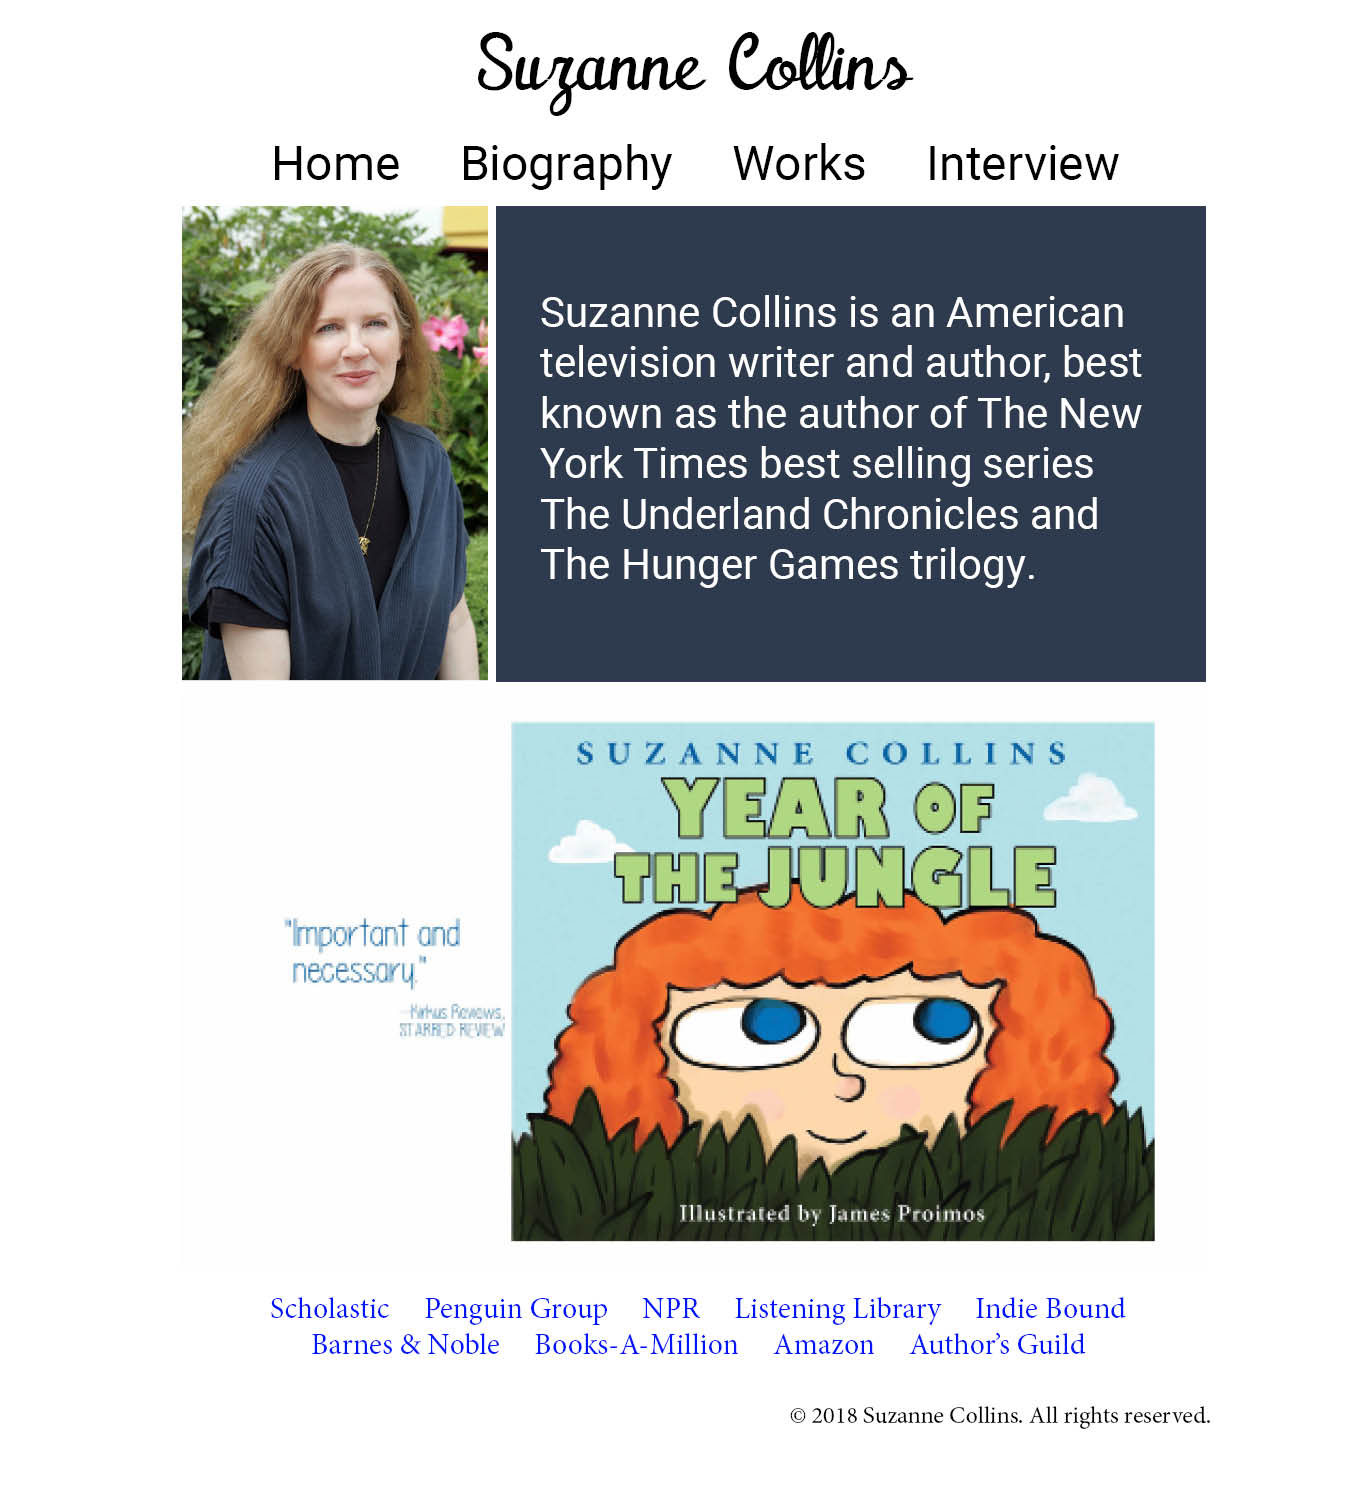 Suzanne Collins
Home Biography Works Interview
Suzanne Collins is an American
television writer and author, best
known as the author of The New
York Times best selling series
The Underland Chronicles and
The Hunger Games trilogy.
SUZANNE COLLINS
YEAR OF
THE JUNGLE
"Important and
necessary."
—Kirkus Reviews,
STARRED REVIEW
Illustrated by James Proimos
Scholastic Penguin Group NPR Listening Library Indie Bound
Barnes & Noble Books-A-Million Amazon Author’s Guild
© 2018 Suzanne Collins. All rights reserved.